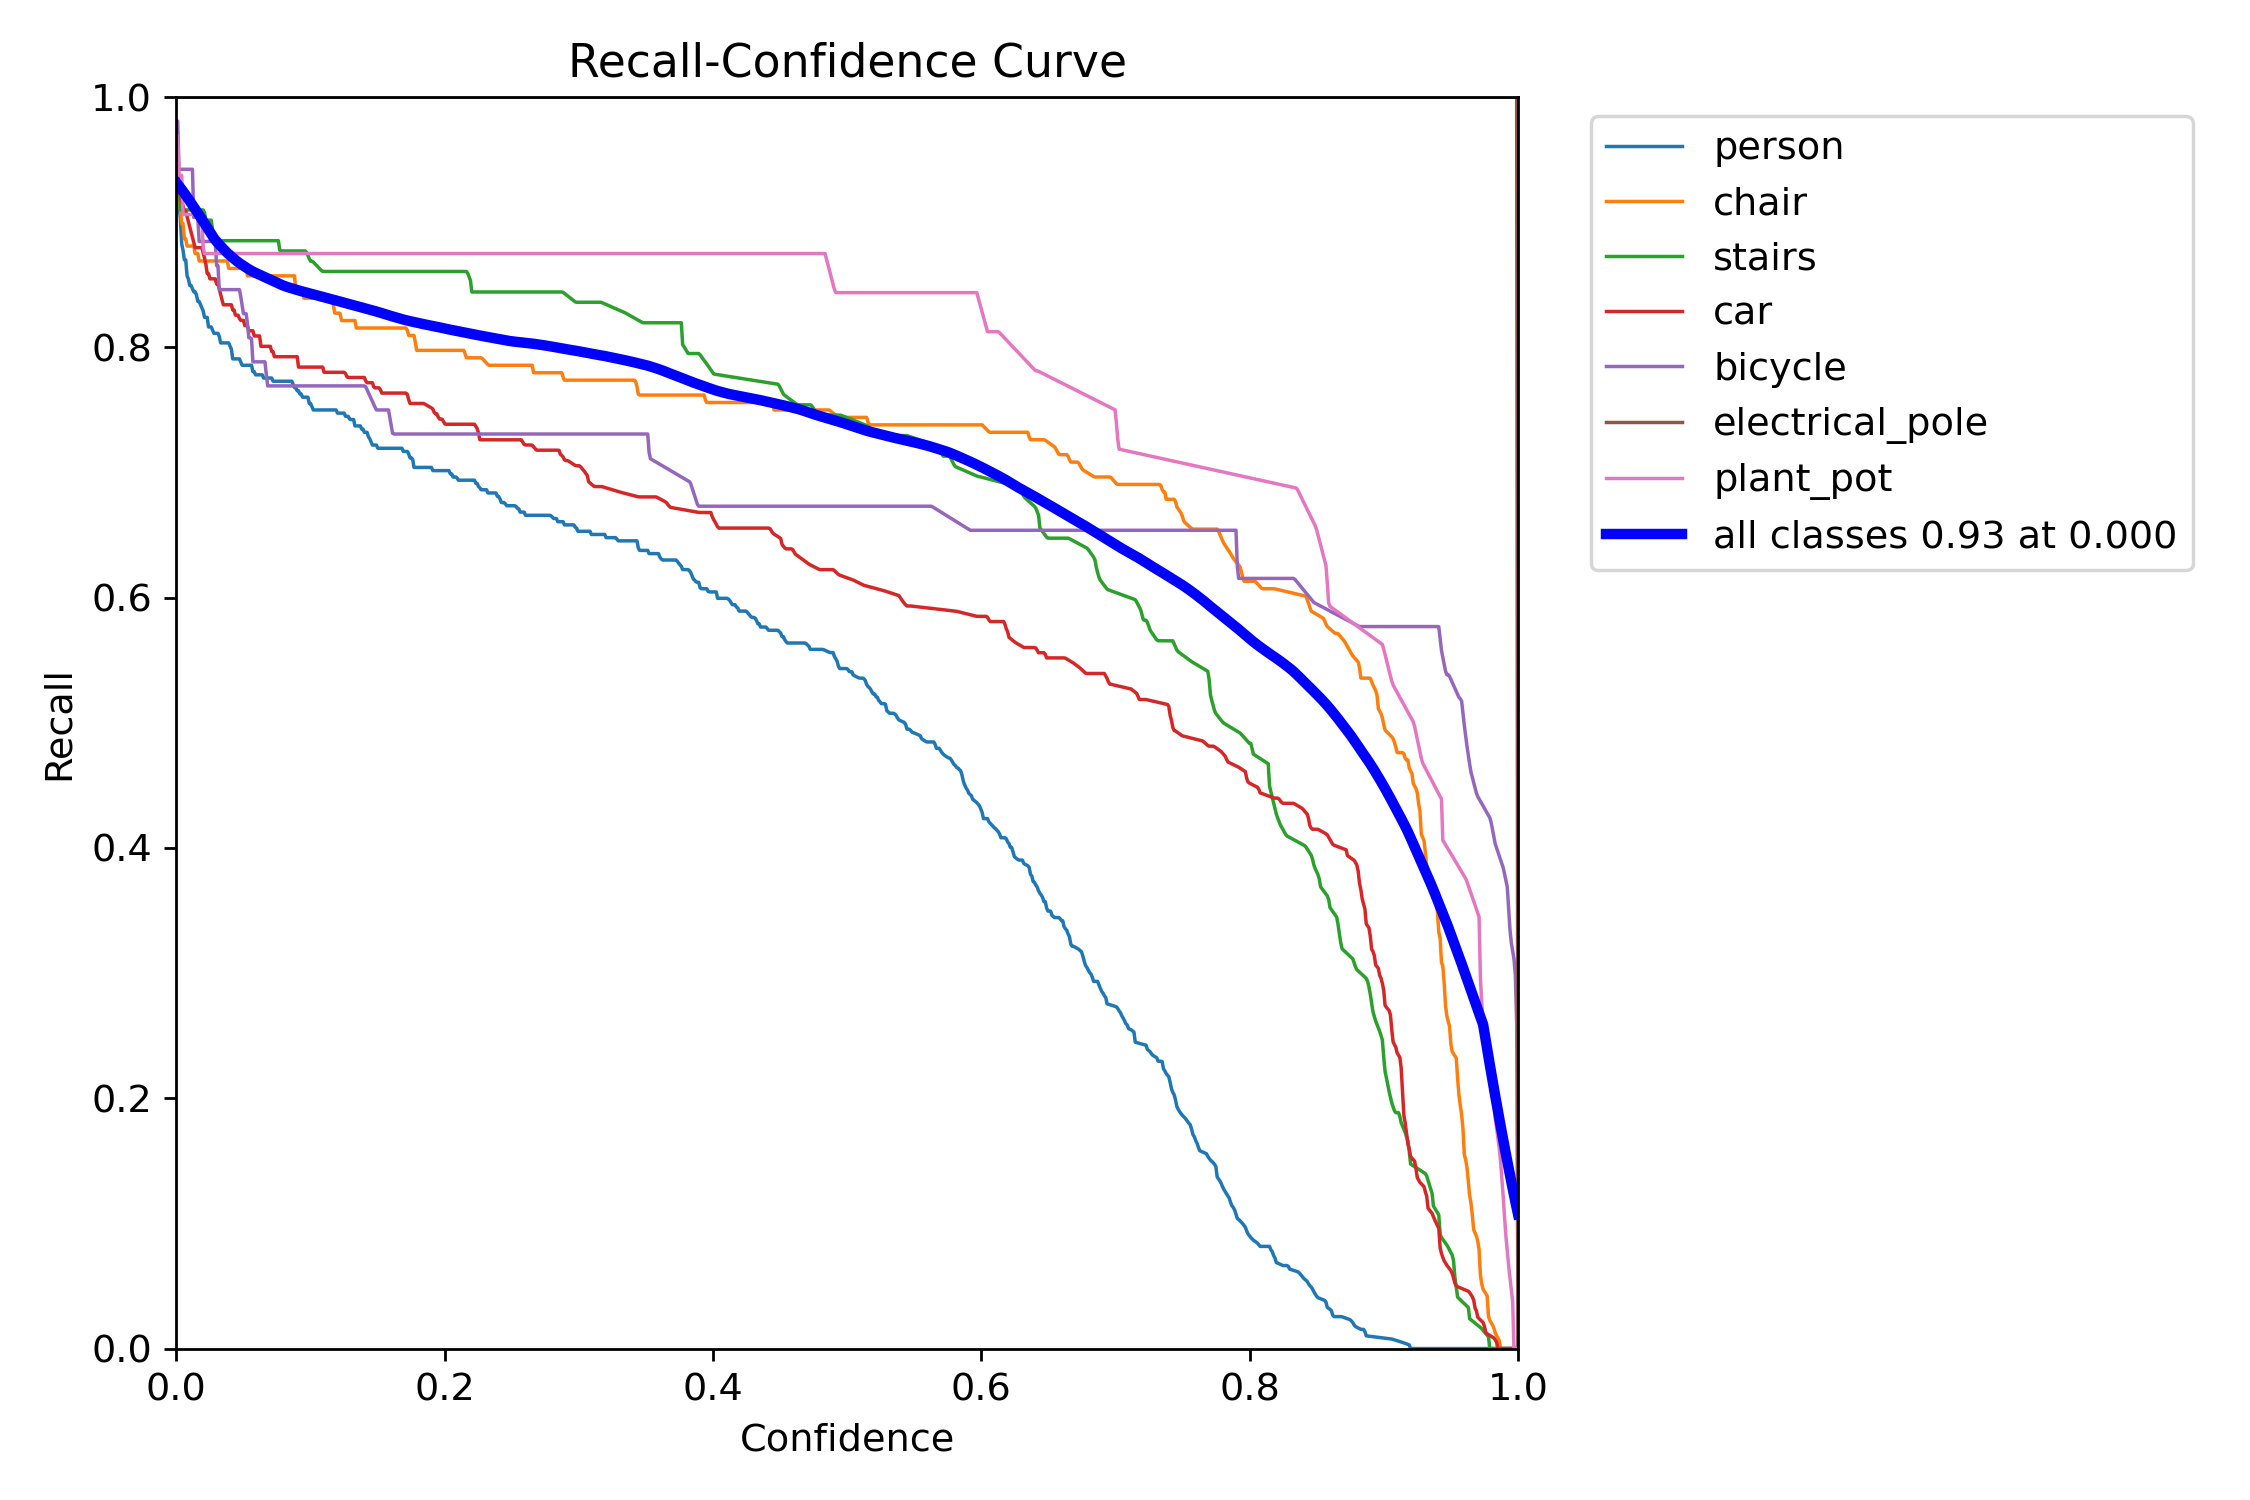 Recall-Confidence Curve
1.0
0.8
0.6
0.4
0.2
0.0
Recall
0.0 0.2 0.4 0.6 0.8 1.0
Confidence
person
chair
stairs
car
bicycle
electrical_pole
plant_pot
all classes 0.93 at 0.000